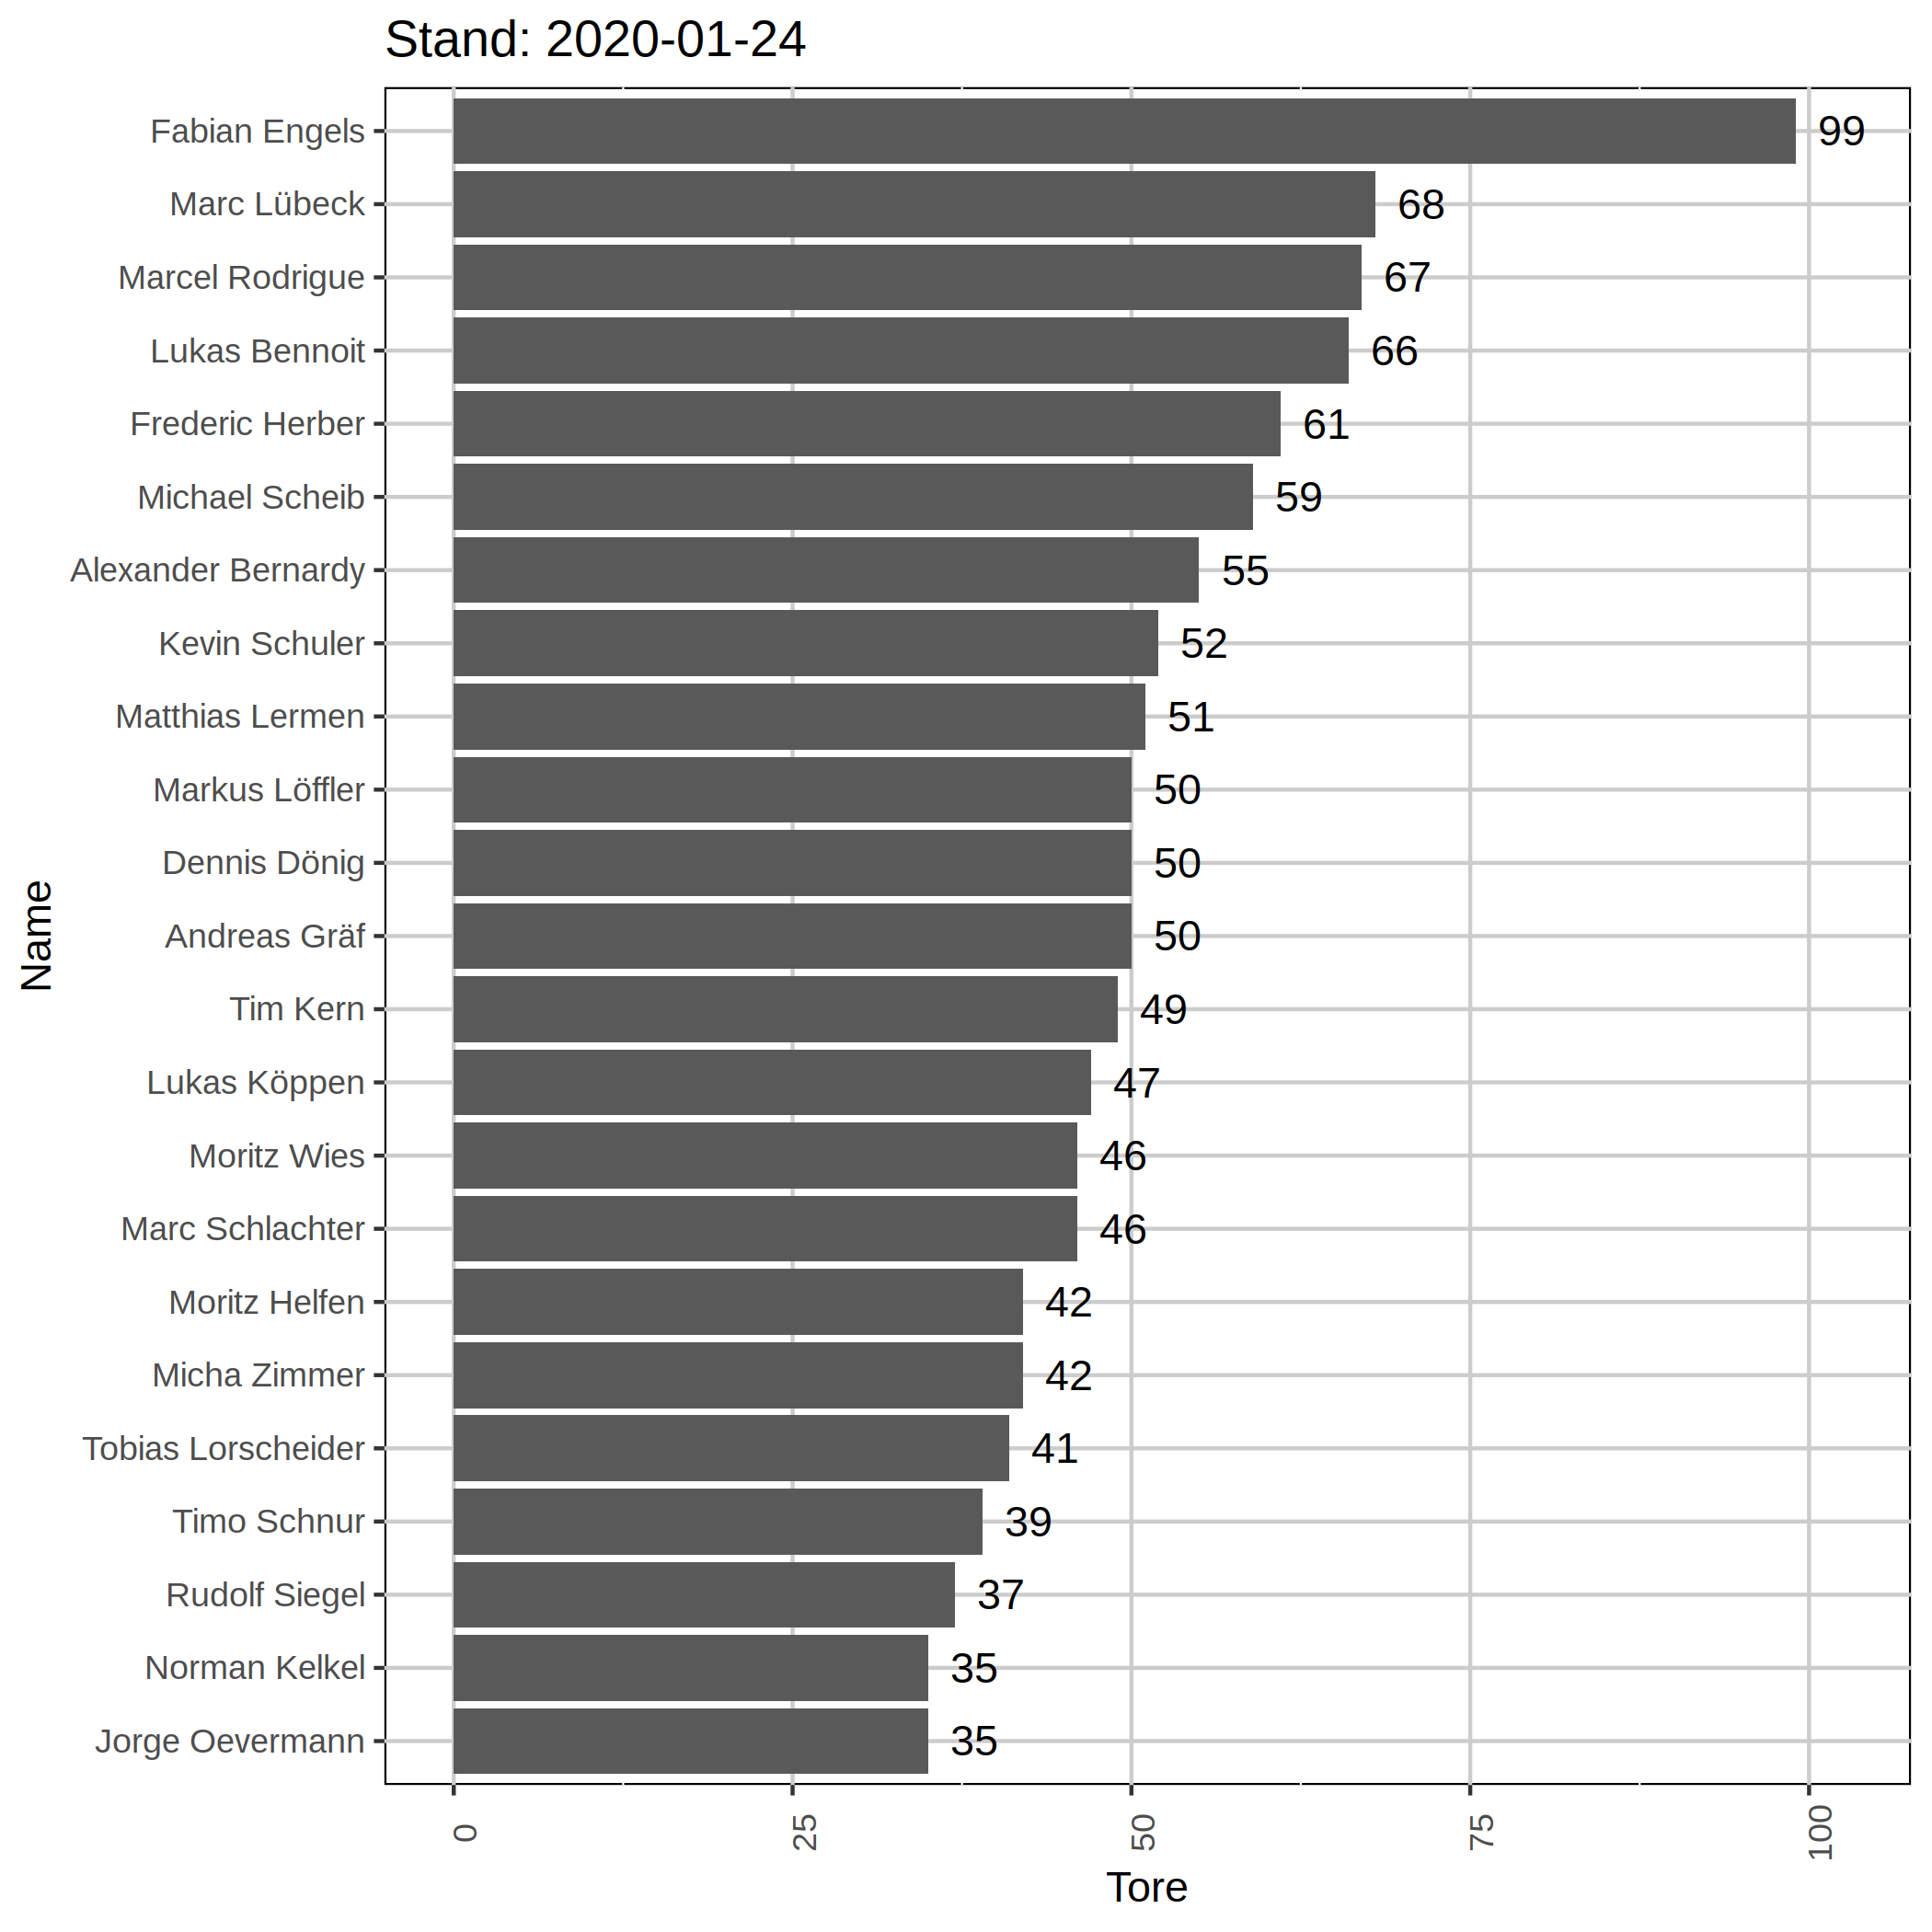 Stand: 2020-01-24
Fabian Engels 99
Marc Lübeck 68
Marcel Rodrigue 67
Lukas Bennoit 66
Frederic Herber 61
Michael Scheib 59
Alexander Bernardy 55
Kevin Schuler 52
Matthias Lermen 51
Markus Löffler 50
Dennis Dönig 50
Andreas Gräf 50
Tim Kern 49
Lukas Köppen 47
Moritz Wies 46
Marc Schlachter 46
Moritz Helfen 42
Micha Zimmer 42
Tobias Lorscheider 41
Timo Schnur 39
Rudolf Siegel 37
Norman Kelkel 35
Jorge Oevermann 35
Name
0 25 50 75 100
Tore